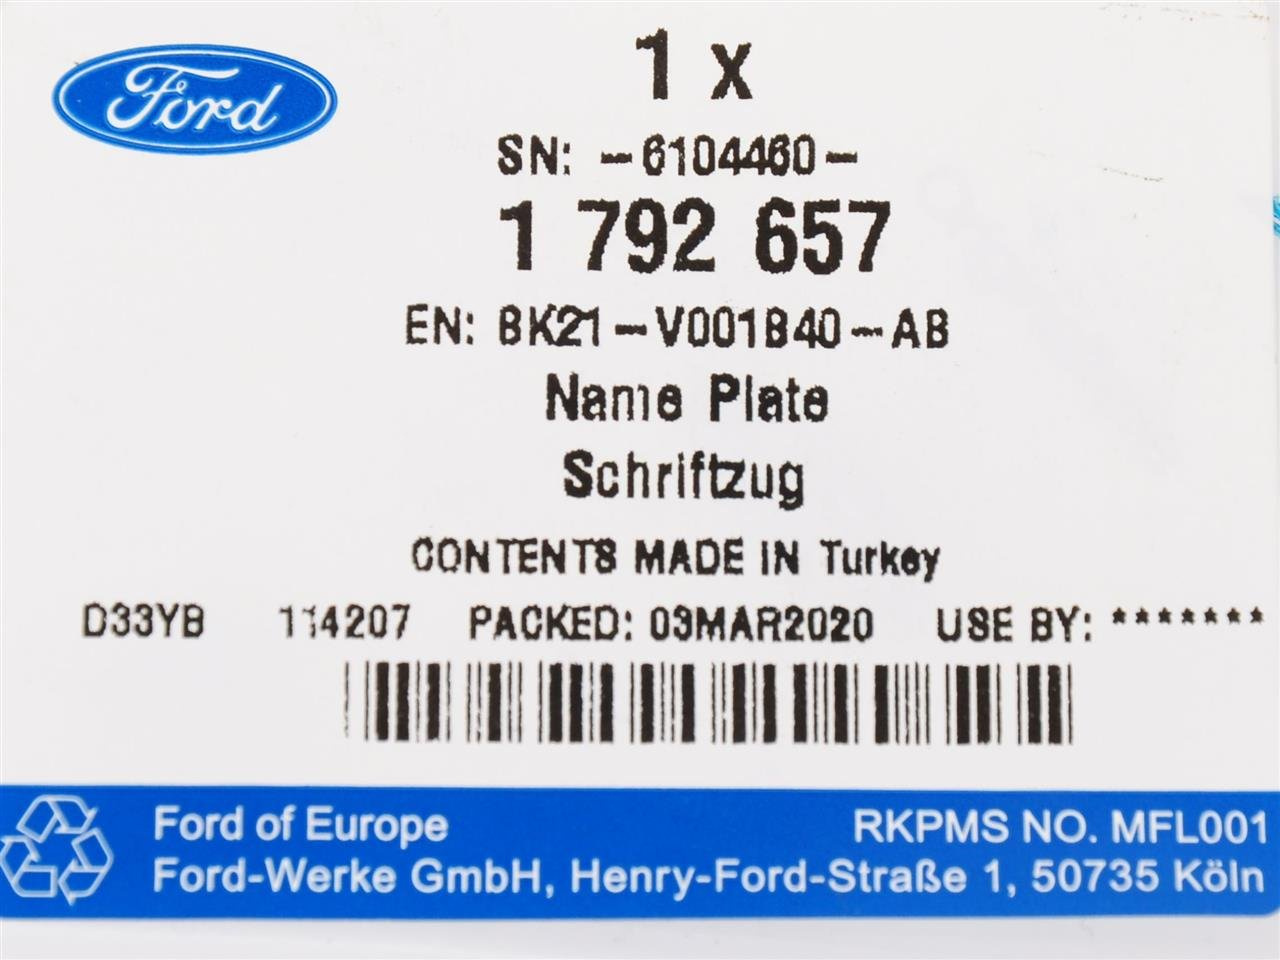 Ford
1 x
SN: -6104460-
1 792 657
EN: BK21-V001B40-AB
Name Plate
Schriftzug
CONTENTS MADE IN Turkey
D33YB 114207 PACKED: 03MAR2020 USE BY: *******
Ford of Europe RKPMS NO. MFL001
Ford-Werke GmbH, Henry-Ford-Straße 1, 50735 Köln